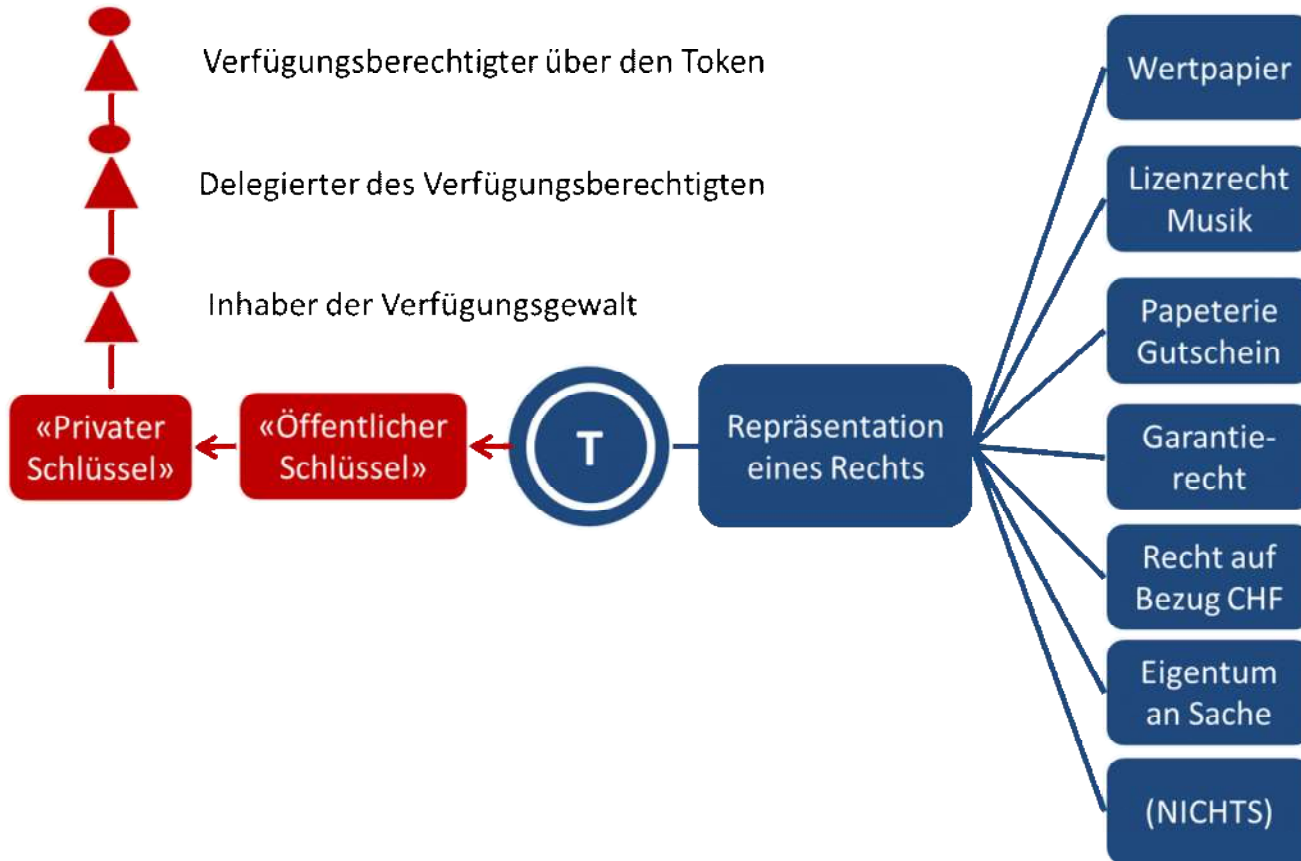 Verfügungsberechtigter über den Token
Delegierter des Verfügungsberechtigten
Inhaber der Verfügungsgewalt
«Privater
Schlüssel»
«Öffentlicher
Schlüssel»
T
Repräsentation
eines Rechts
Wertpapier
Lizenzrecht
Musik
Papeterie
Gutschein
Garantie-
recht
Recht auf
Bezug CHF
Eigentum
an Sache
(NICHTS)